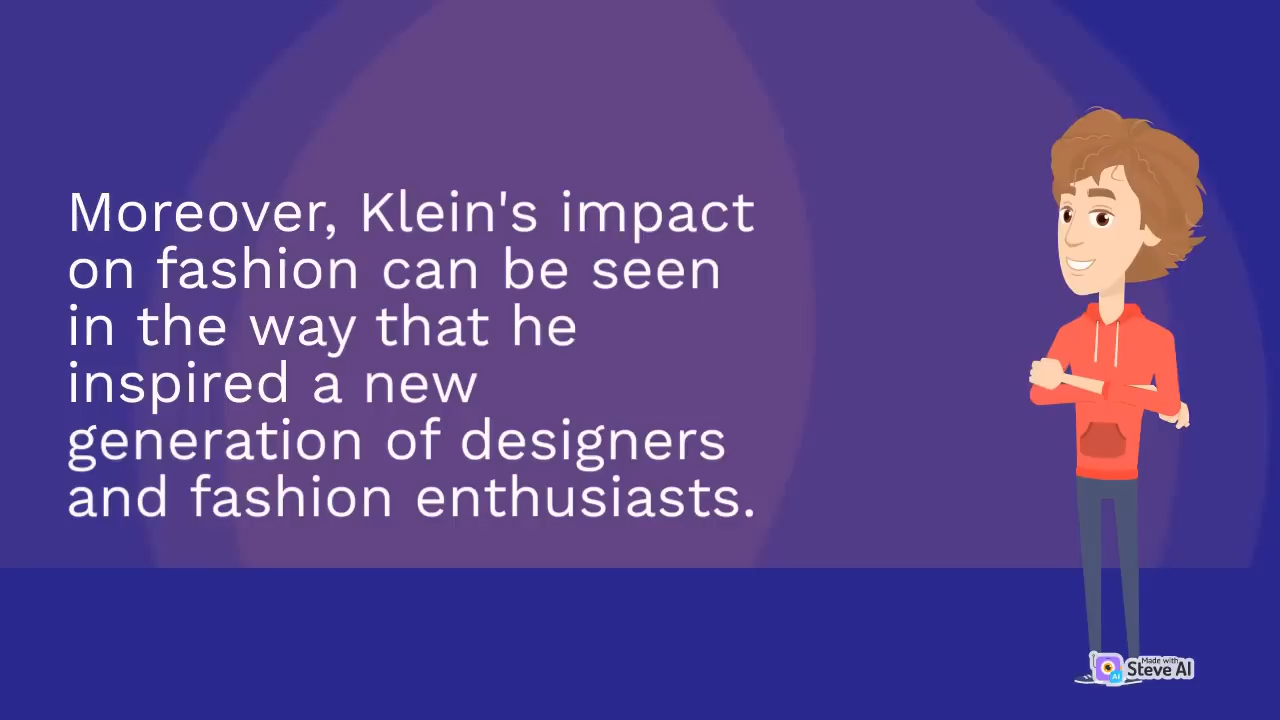 Moreover, Klein's impact
on fashion can be seen
in the way that he
inspired a new
generation of designers
and fashion enthusiasts.
Made with
Steve AI
AI